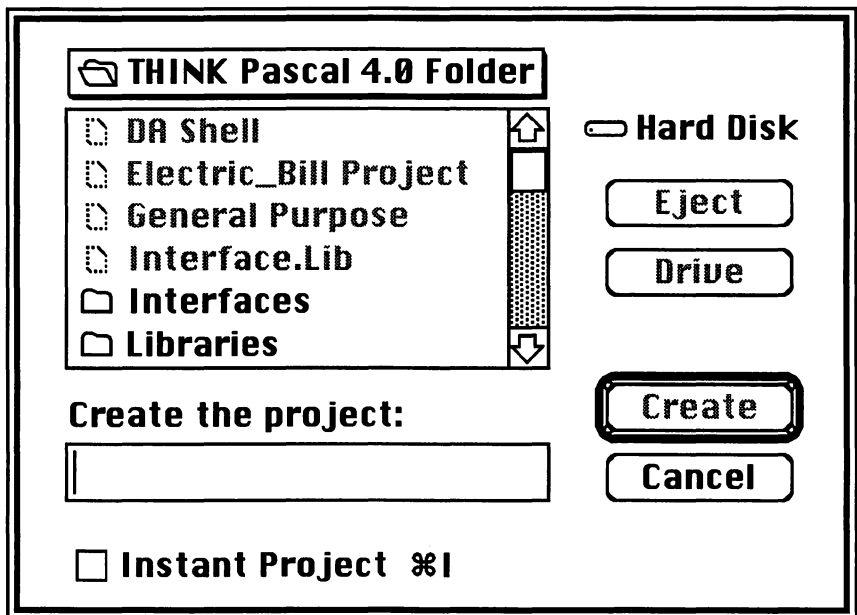 THINK Pascal 4.0 Folder
DA Shell
Electric_Bill Project
General Purpose
Interface.Lib
Interfaces
Libraries
Hard Disk
Eject
Drive
Create the project:
Create
Cancel
Instant Project ⌘I